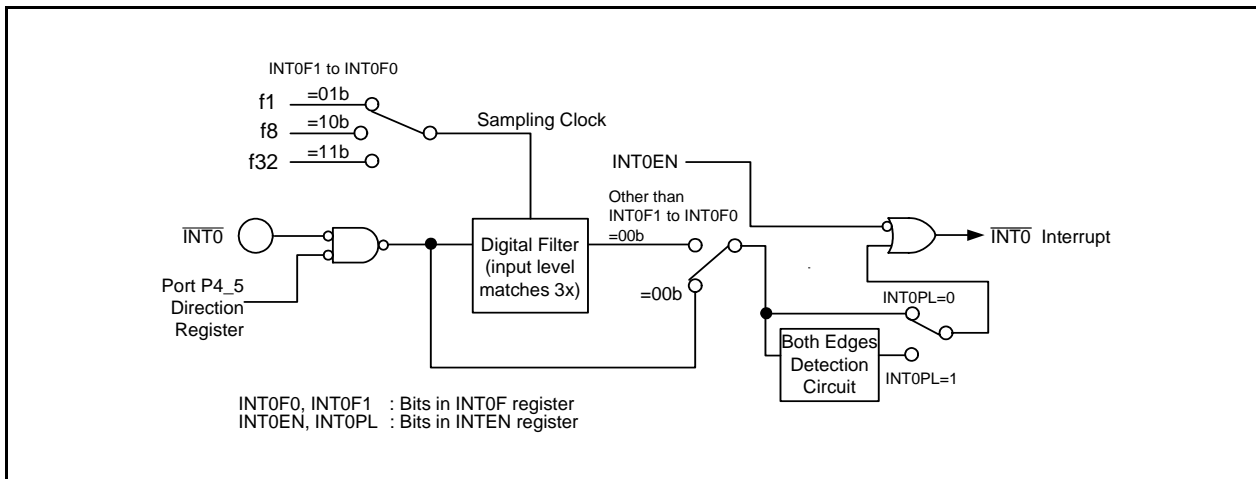 INT0F1 to INT0F0
f1
=01b
f8
=10b
f32
=11b
Sampling Clock
INT0EN
Other than
INT0F1 to INT0F0
=00b
INT0
Digital Filter
(input level
matches 3x)
INT0 Interrupt
Port P4_5
Direction
Register
=00b
INT0PL=0
Both Edges
Detection
Circuit
INT0PL=1
INT0F0, INT0F1 : Bits in INT0F register
INT0EN, INT0PL : Bits in INTEN register